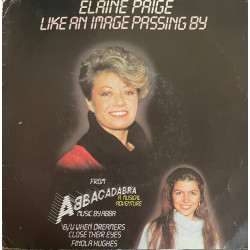 ELAINE PAIGE
LIKE AN IMAGE PASSING BY
FROM
ABBACADABRA
A MUSICAL
ADVENTURE
MUSIC BY ABBA
B/W WHEN DREAMERS
CLOSE THEIR EYES
FINOLA HUGHES